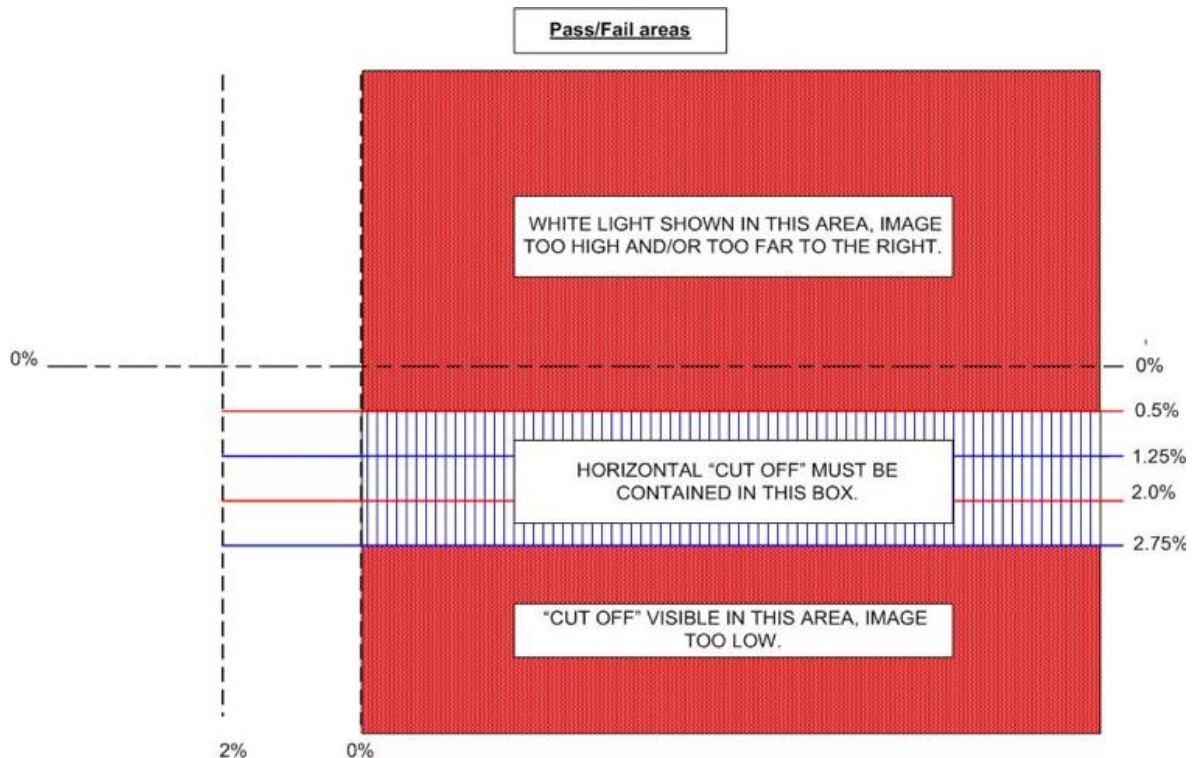 Pass/Fail areas
WHITE LIGHT SHOWN IN THIS AREA, IMAGE
TOO HIGH AND/OR TOO FAR TO THE RIGHT.
0%
0%
0.5%
1.25%
HORIZONTAL “CUT OFF” MUST BE
CONTAINED IN THIS BOX.
2.0%
2.75%
“CUT OFF” VISIBLE IN THIS AREA, IMAGE
TOO LOW.
2%
0%